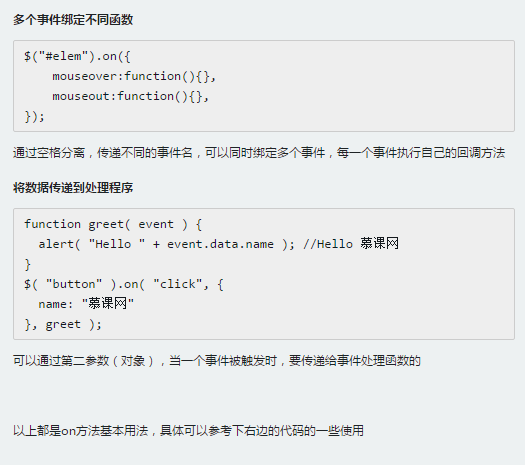 多个事件绑定不同函数
$("#elem").on({
    mouseover:function(){},
    mouseout:function(){},
});
通过空格分离，传递不同的事件名，可以同时绑定多个事件，每一个事件执行自己的回调方法
将数据传递到处理程序
function greet( event ) {
  alert( "Hello " + event.data.name ); //Hello 慕课网
}
$( "button" ).on( "click", {
  name: "慕课网"
}, greet );
可以通过第二参数（对象），当一个事件被触发时，要传递给事件处理函数的
以上都是on方法基本用法，具体可以参考下右边的代码的一些使用